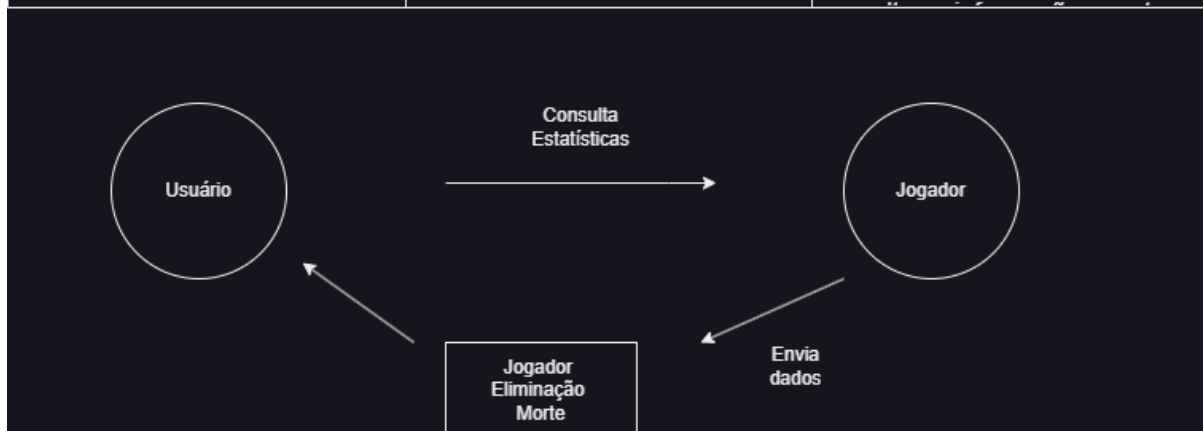 Consulta
Estatísticas
Usuário
Jogador
Envia
dados
Jogador
Eliminação
Morte